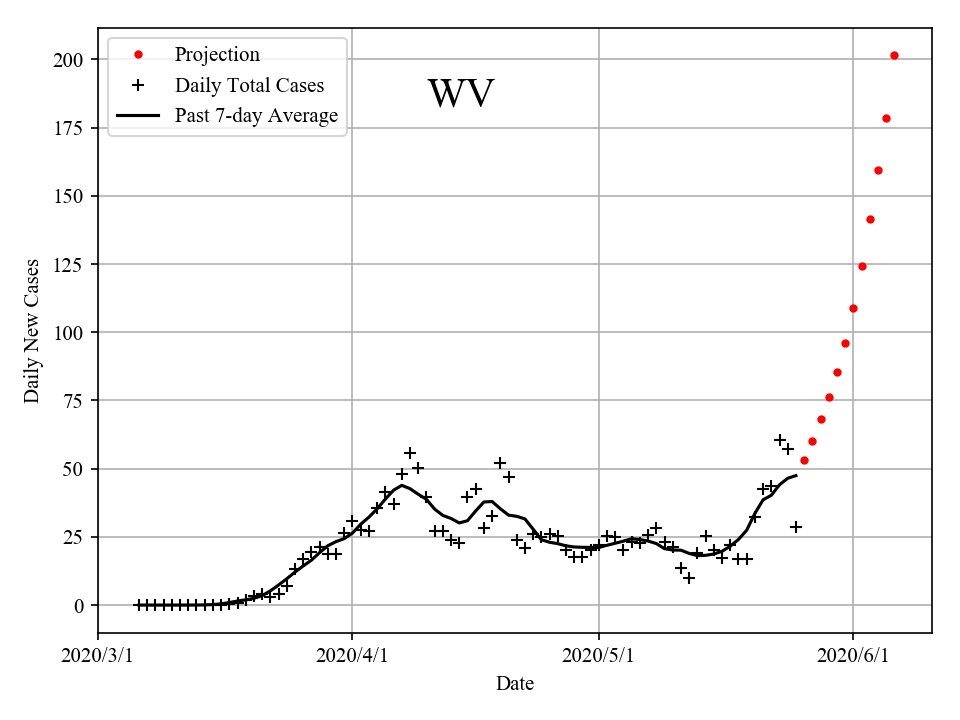 Projection
Daily Total Cases
Past 7-day Average
WV
200
175
150
125
100
75
50
25
0
Daily New Cases
2020/3/1 2020/4/1 2020/5/1 2020/6/1
Date